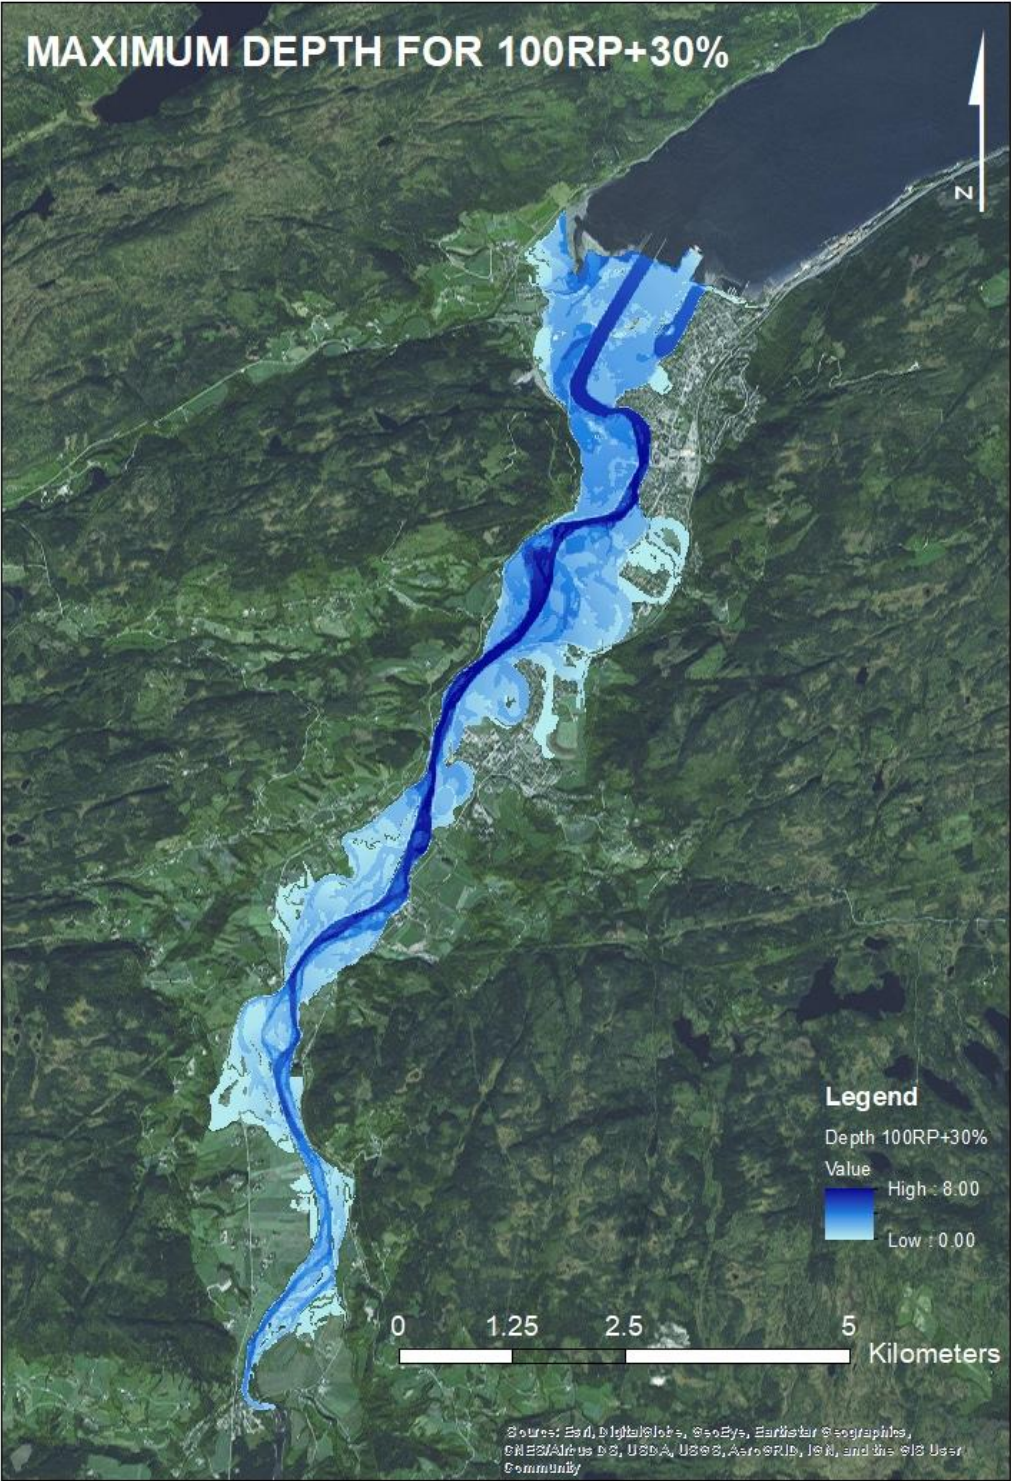 MAXIMUM DEPTH FOR 100RP+30%
N
Legend
Depth 100RP+30%
Value
High : 8.00
Low : 0.00
0 1.25 2.5 5
Kilometers
Source: Esri, DigitalGlobe, GeoEye, Earthstar Geographics,
CNES/Airbus DS, USDA, USGS, AeroGRID, IGN, and the GIS User
Community